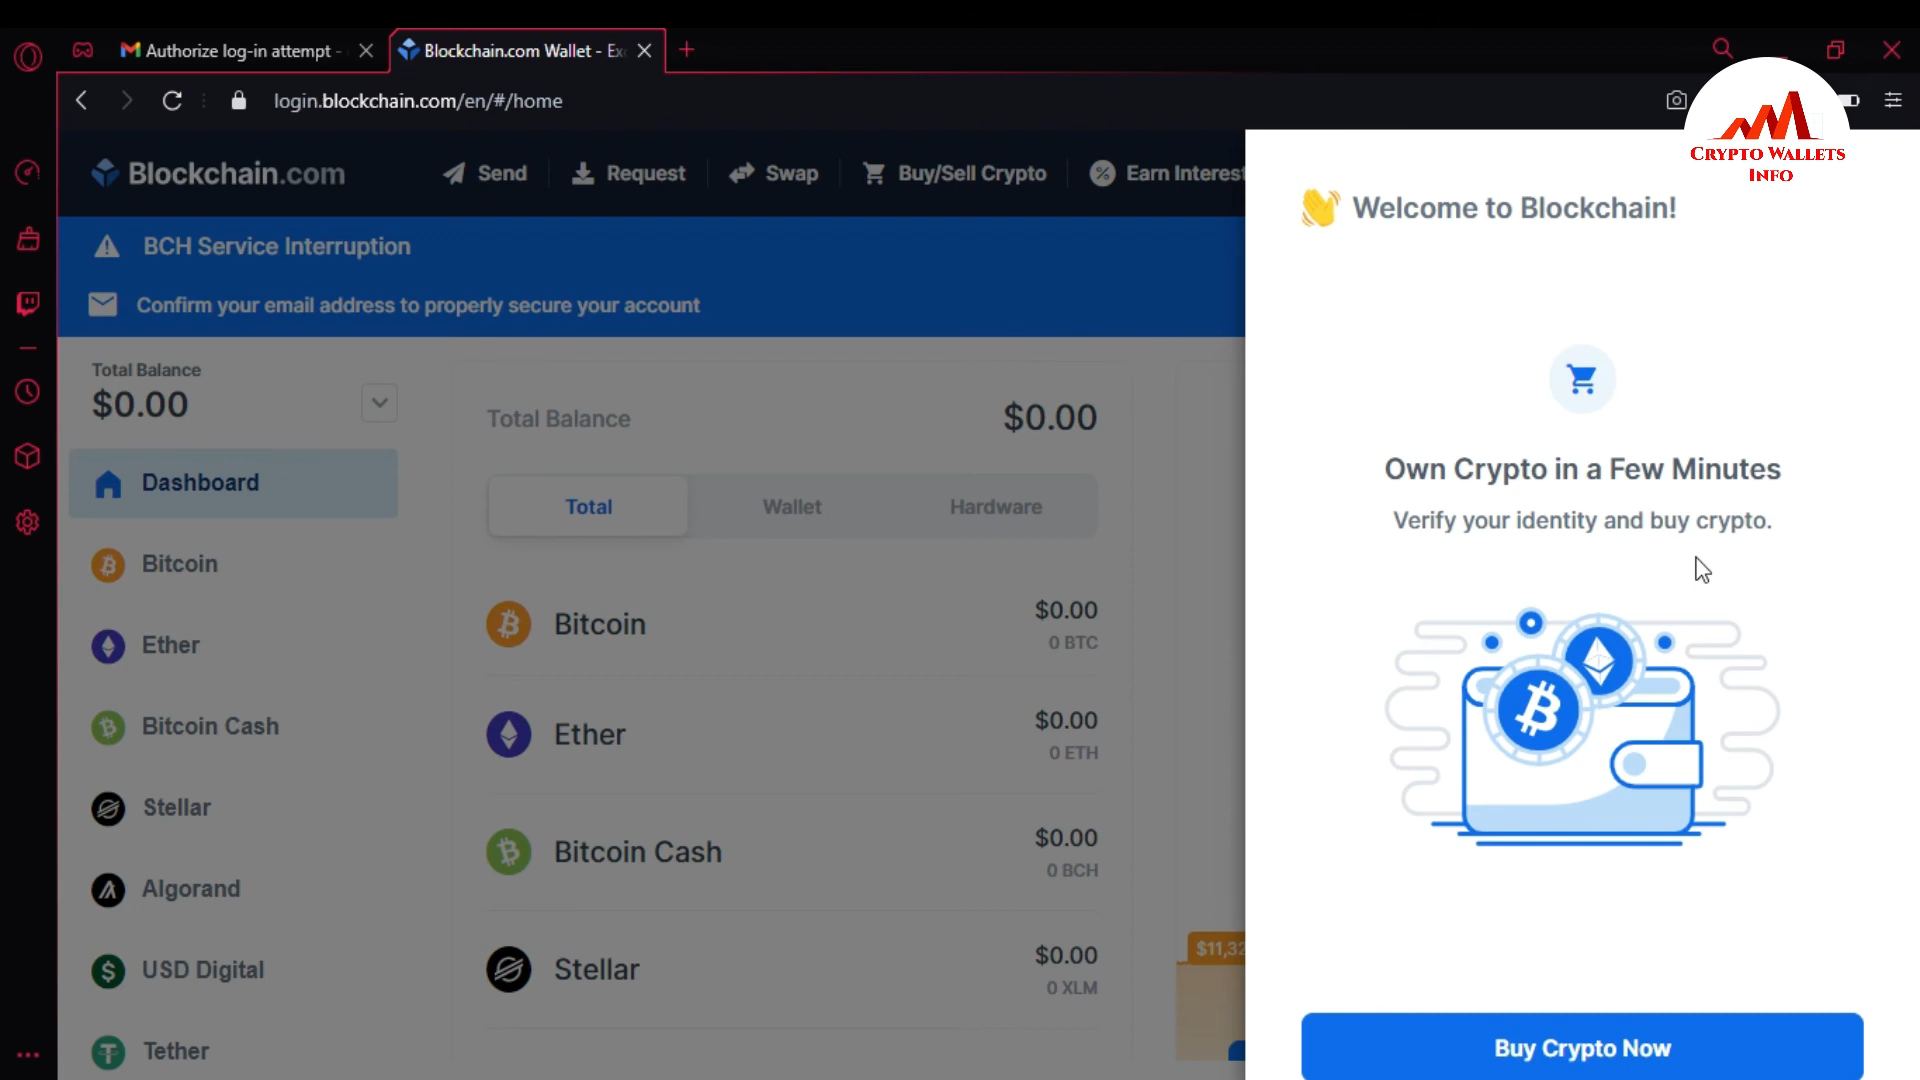 Authorize log-in attempt -
Blockchain.com Wallet - Ex
login.blockchain.com/en/#/home
CRYPTO WALLETS
INFO
Blockchain.com
Send
Request
Swap
Buy/Sell Crypto
Earn Interest
BCH Service Interruption
Confirm your email address to properly secure your account
Total Balance
$0.00
Dashboard
Bitcoin
Ether
Bitcoin Cash
Stellar
Algorand
USD Digital
Tether
Total Balance
$0.00
Total
Wallet
Hardware
Bitcoin
$0.00
0 BTC
Ether
$0.00
0 ETH
Bitcoin Cash
$0.00
0 BCH
Stellar
$0.00
0 XLM
$11,32
Welcome to Blockchain!
Own Crypto in a Few Minutes
Verify your identity and buy crypto.
Buy Crypto Now